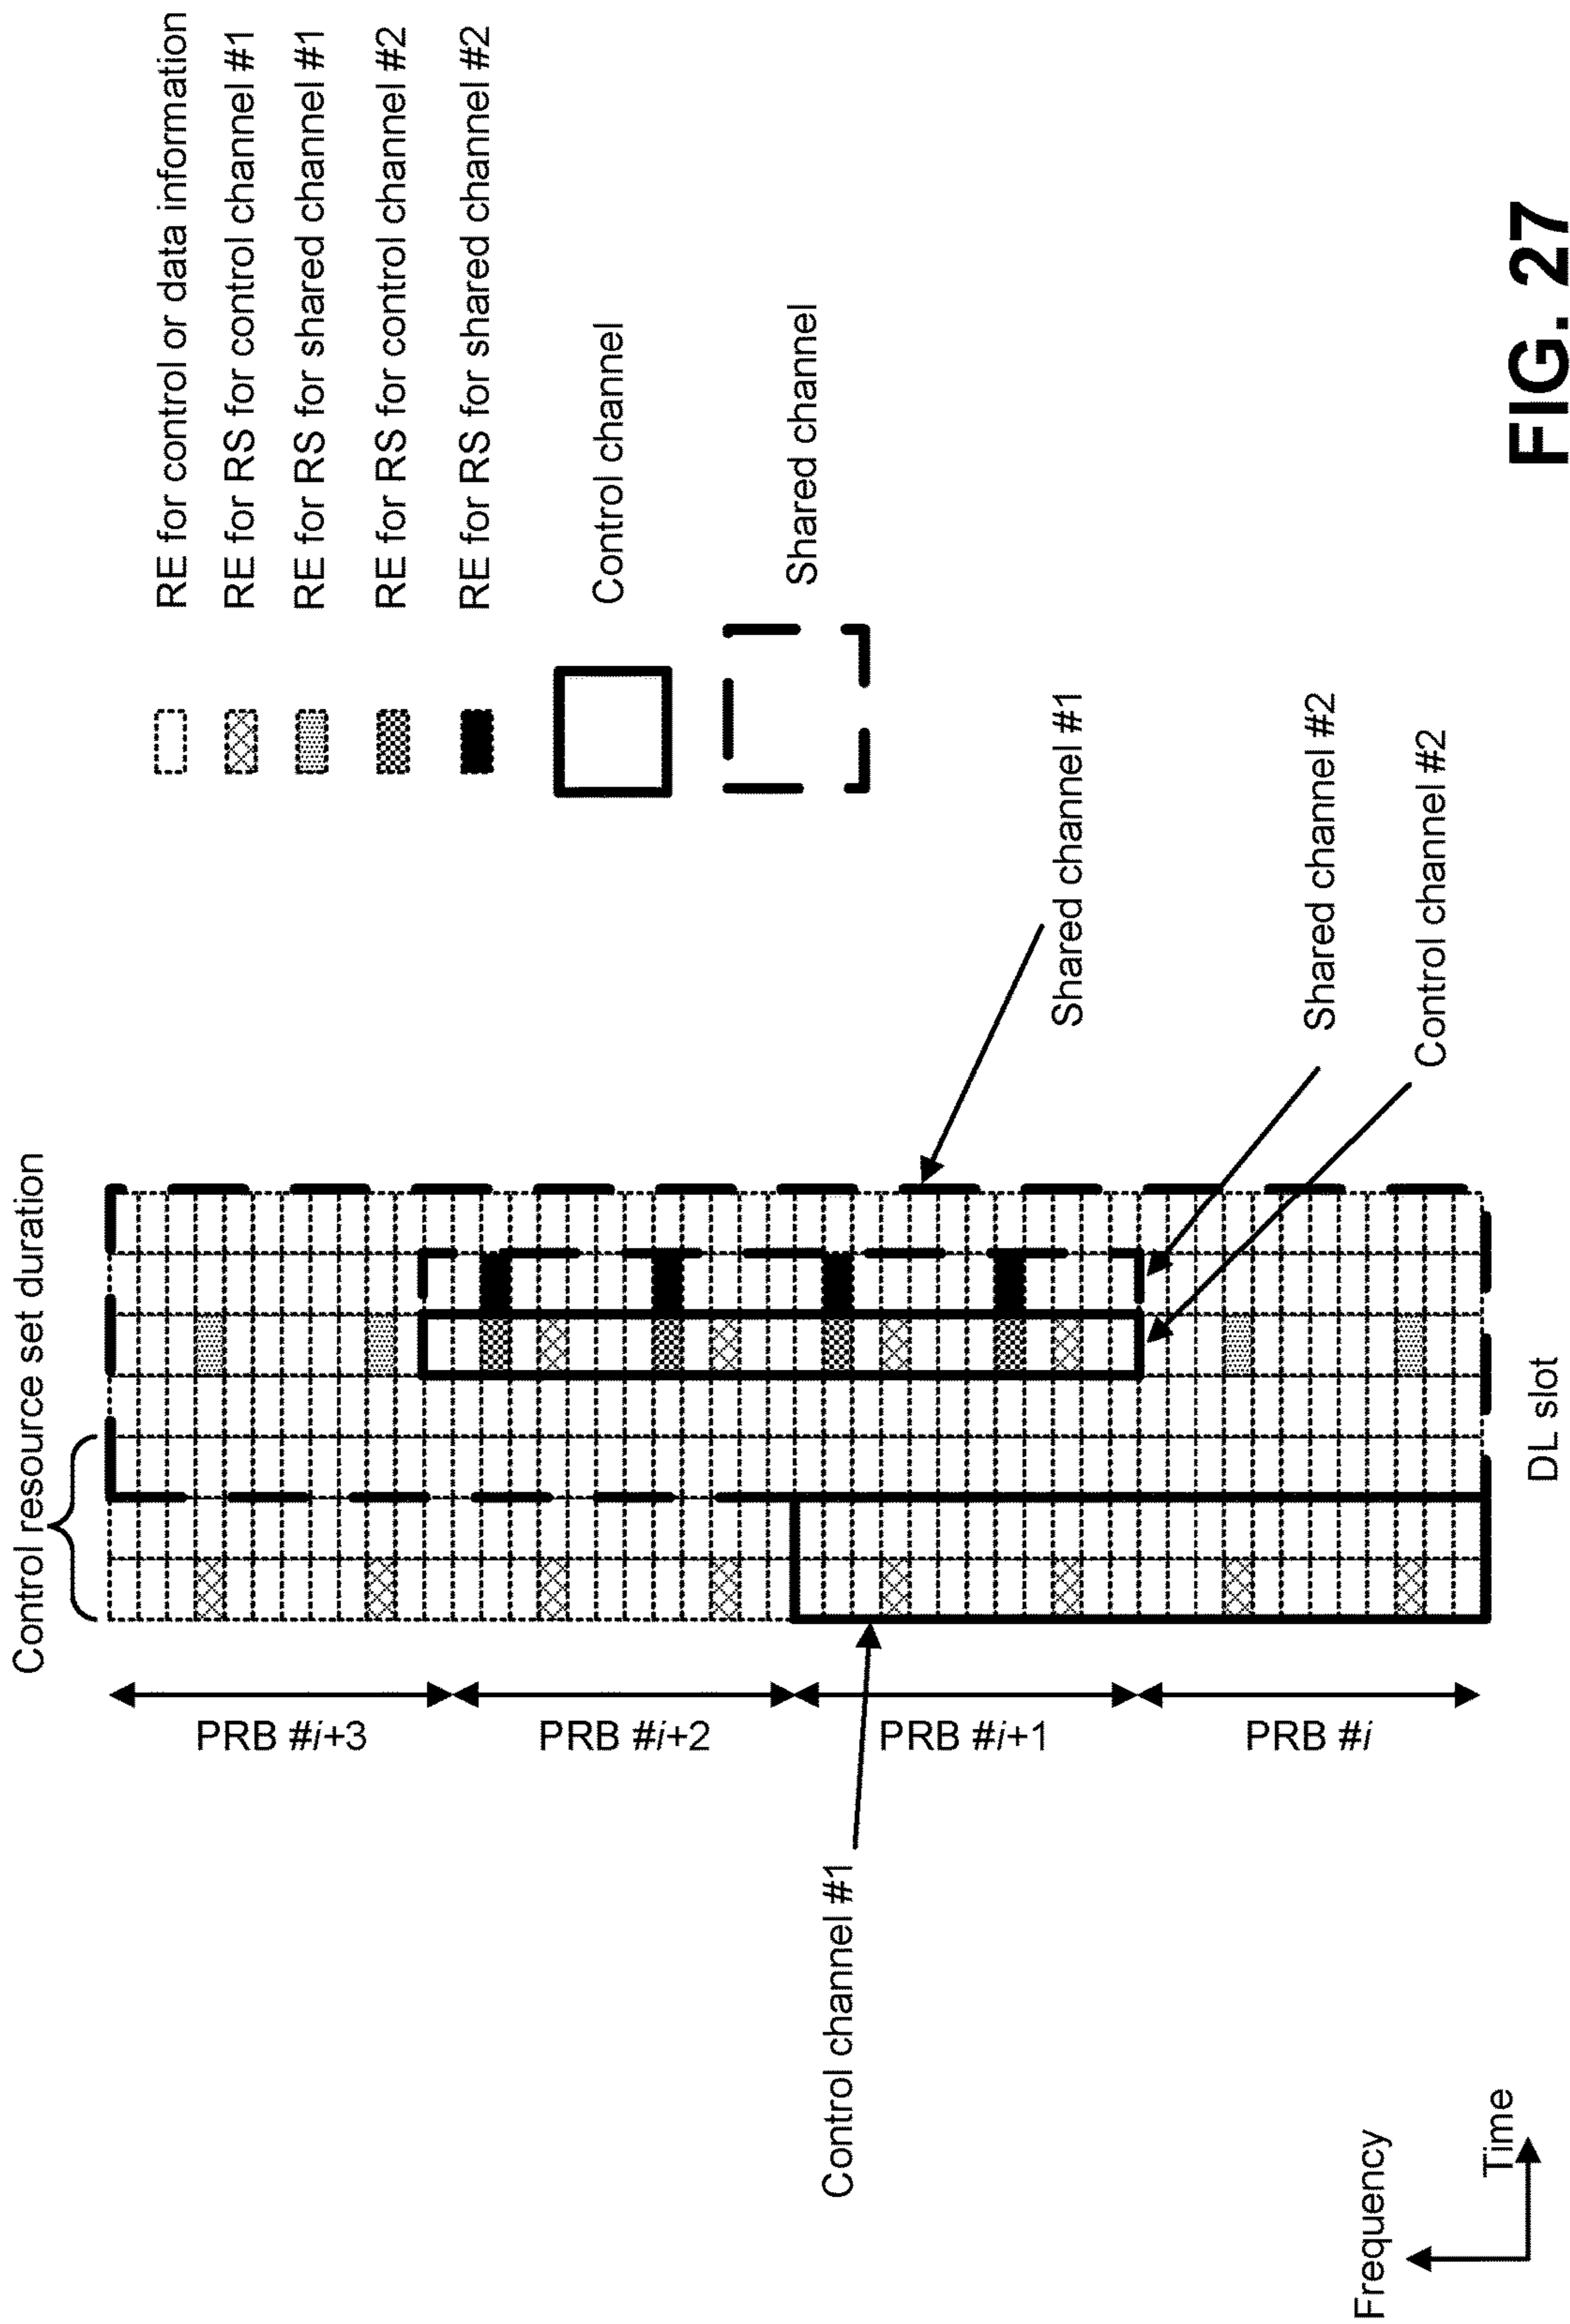 Control resource set duration
PRB #i+3
PRB #i+2
PRB #i+1
PRB #i
Control channel #1
DL slot
Shared channel #1
Shared channel #2
Control channel #2
RE for control or data information
RE for RS for control channel #1
RE for RS for shared channel #1
RE for RS for control channel #2
RE for RS for shared channel #2
Control channel
Shared channel
Frequency
Time
FIG. 27